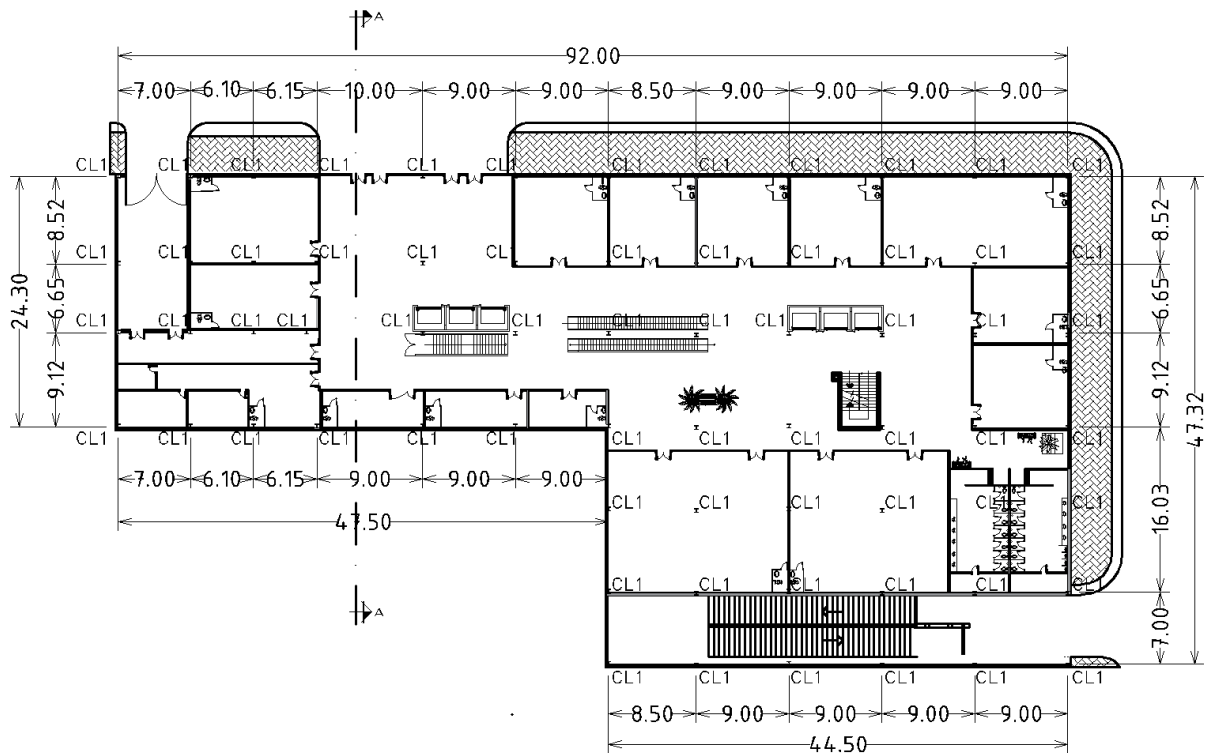 A
92.00
7.00 6.10 6.15 10.00 9.00 9.00 8.50 9.00 9.00 9.00 9.00
CL1 CL1 CL1 CL1 CL1 CL1 CL1 CL1 CL1 CL1 CL1 CL1
8.52 8.52
CL1 CL1 CL1 CL1 CL1 CL1 CL1 CL1 CL1 CL1 CL1 CL1
24.30 6.65 6.65
CL1 CL1 CL1 CL1 CL1 CL1 CL1 CL1 CL1 CL1 CL1
9.12 9.12
47.32
CL1 CL1 CL1 CL1 CL1 CL1 CL1 CL1 CL1 CL1 CL1 CL1
7.00 6.10 6.15 9.00 9.00 9.00
16.03
CL1 CL1 CL1 CL1 CL1 CL1
47.50
CL1 CL1 CL1 CL1 CL1 CL1
A
7.00
CL1 CL1 CL1 CL1 CL1 CL1
8.50 9.00 9.00 9.00 9.00
44.50